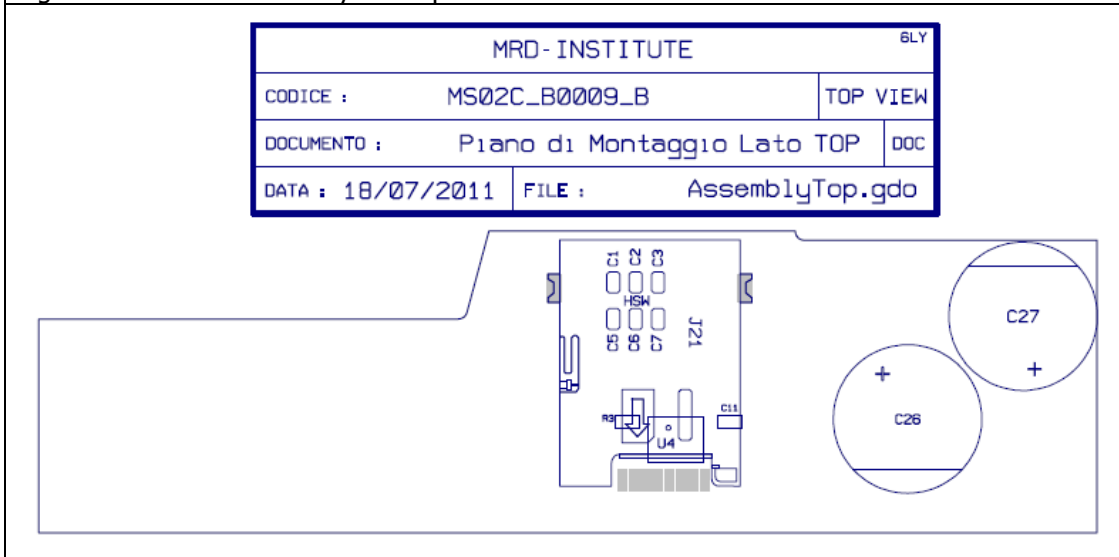 MRD-INSTITUTE 6LY
CODICE : MS02C_B0009_B TOP VIEW
DOCUMENTO : Piano di Montaggio Lato TOP DOC
DATA : 18/07/2011 FILE : AssemblyTop.gdo
C1 C2 C3
HSW
C5 C6 C7
J21
C27
+
+
R3
C11
C26
U4